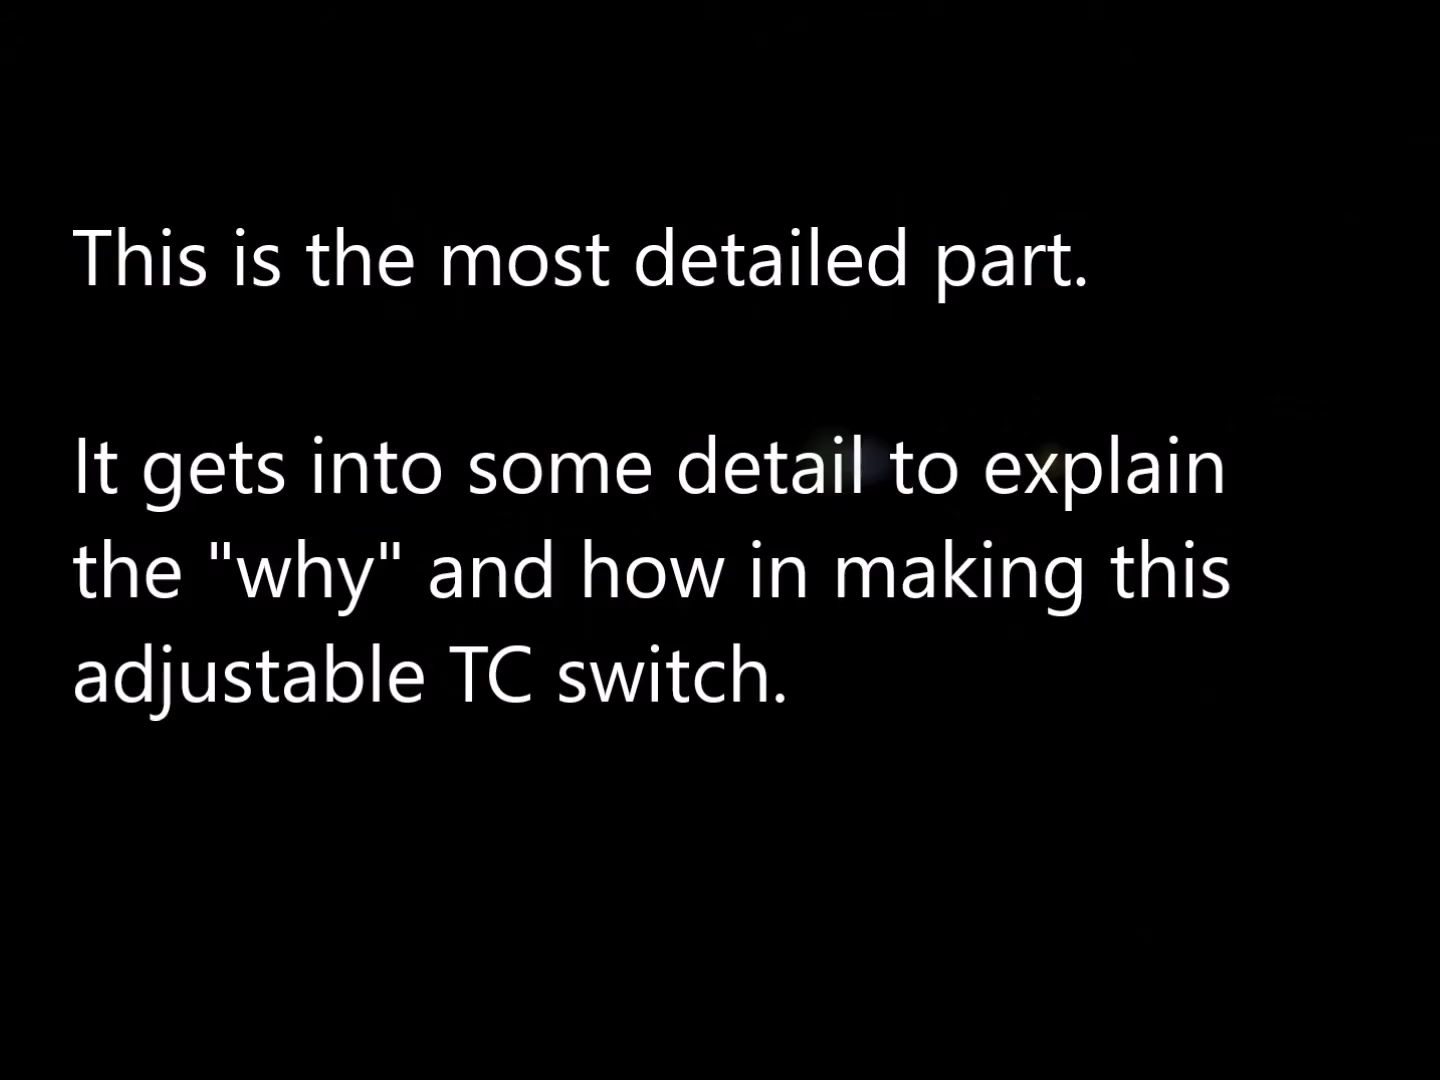 This is the most detailed part.
It gets into some detail to explain
the "why" and how in making this
adjustable TC switch.